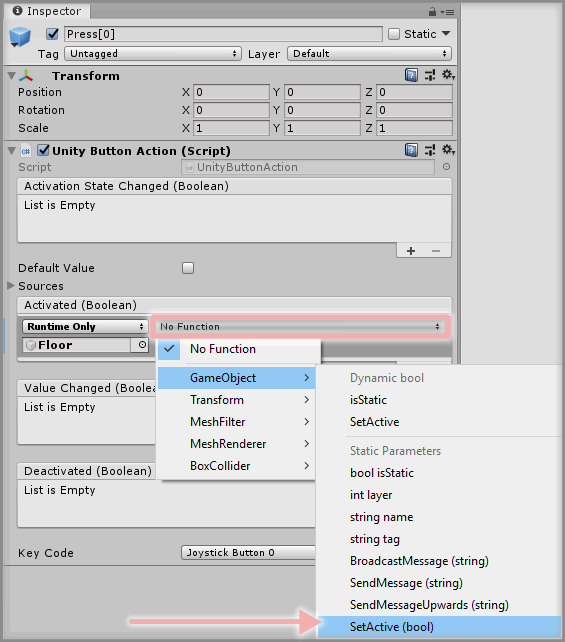 Inspector
Press[0] Static
Tag Untagged Layer Default
Transform
Position X 0 Y 0 Z 0
Rotation X 0 Y 0 Z 0
Scale X 1 Y 1 Z 1
Unity Button Action (Script)
Script UnityButtonAction
Activation State Changed (Boolean)
List is Empty
+ −
Default Value
Sources
Activated (Boolean)
Runtime Only No Function
Floor
No Function
GameObject
Transform
MeshFilter
MeshRenderer
BoxCollider
Dynamic bool
isStatic
SetActive
Static Parameters
bool isStatic
int layer
string name
string tag
BroadcastMessage (string)
SendMessage (string)
SendMessageUpwards (string)
SetActive (bool)
Value Changed (Boolea
List is Empty
Deactivated (Boolean)
List is Empty
Key Code Joystick Button 0